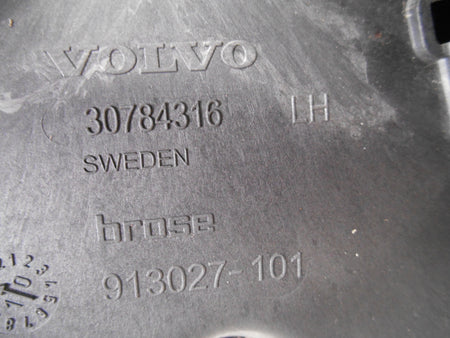 VOLVO
30784316 LH
SWEDEN
brose
913027-101